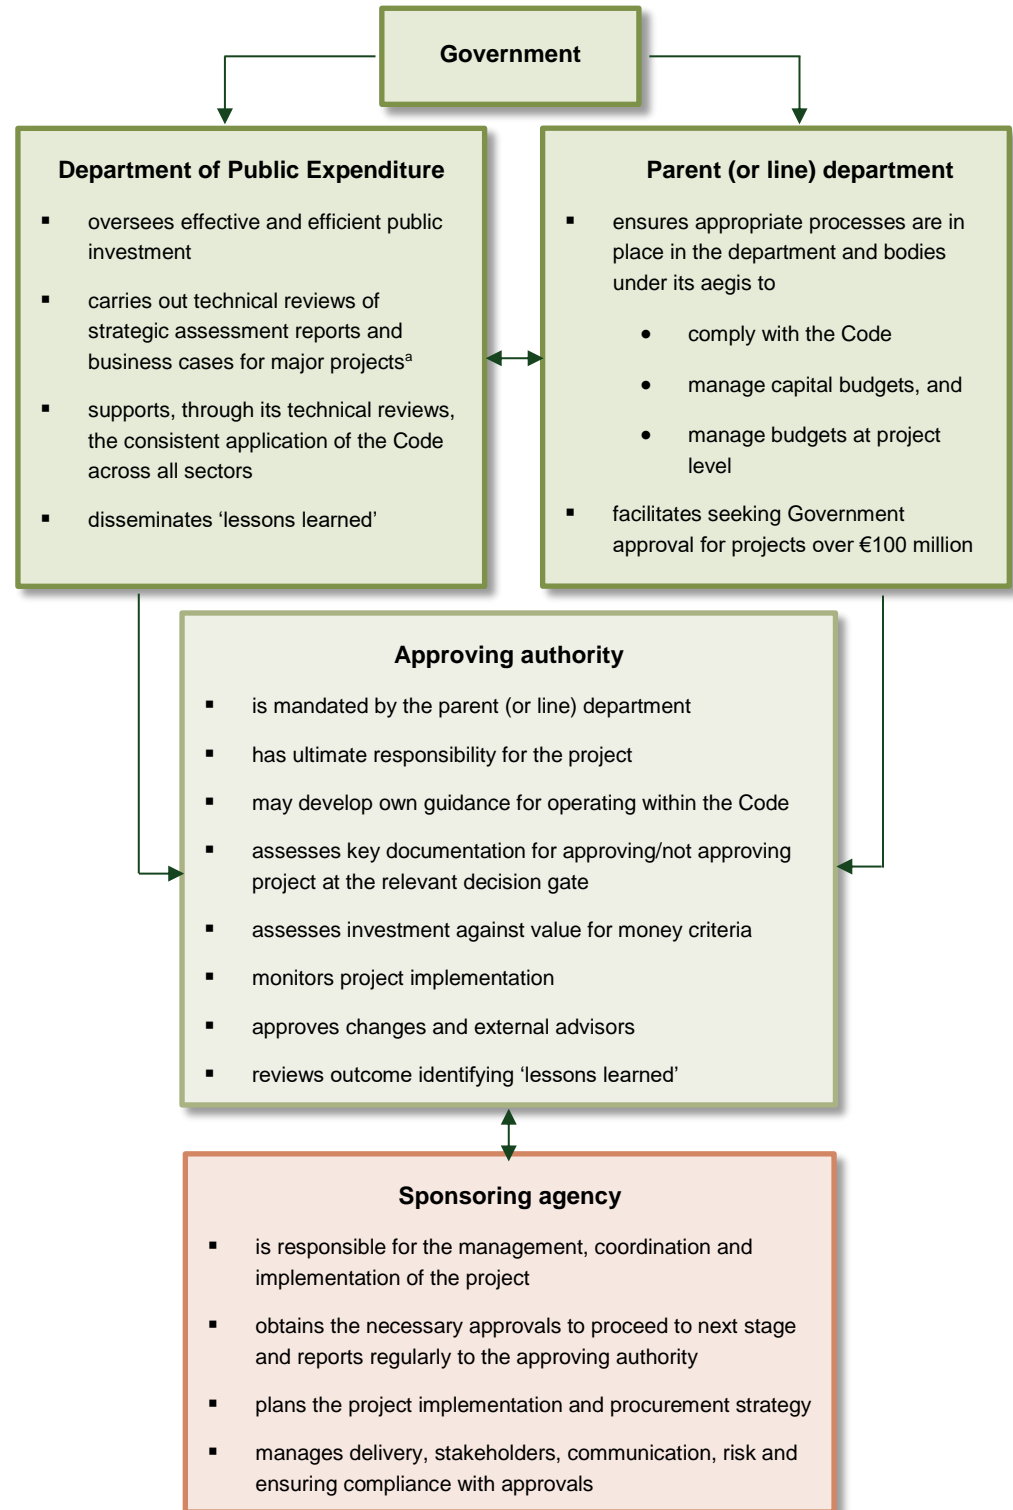 Government
Department of Public Expenditure
▪ oversees effective and efficient public
investment
▪ carries out technical reviews of
strategic assessment reports and
business cases for major projectsᵃ
▪ supports, through its technical reviews,
the consistent application of the Code
across all sectors
▪ disseminates ‘lessons learned’
Parent (or line) department
▪ ensures appropriate processes are in
place in the department and bodies
under its aegis to
● comply with the Code
● manage capital budgets, and
● manage budgets at project
level
▪ facilitates seeking Government
approval for projects over €100 million
Approving authority
▪ is mandated by the parent (or line) department
▪ has ultimate responsibility for the project
▪ may develop own guidance for operating within the Code
▪ assesses key documentation for approving/not approving
project at the relevant decision gate
▪ assesses investment against value for money criteria
▪ monitors project implementation
▪ approves changes and external advisors
▪ reviews outcome identifying ‘lessons learned’
Sponsoring agency
▪ is responsible for the management, coordination and
implementation of the project
▪ obtains the necessary approvals to proceed to next stage
and reports regularly to the approving authority
▪ plans the project implementation and procurement strategy
▪ manages delivery, stakeholders, communication, risk and
ensuring compliance with approvals